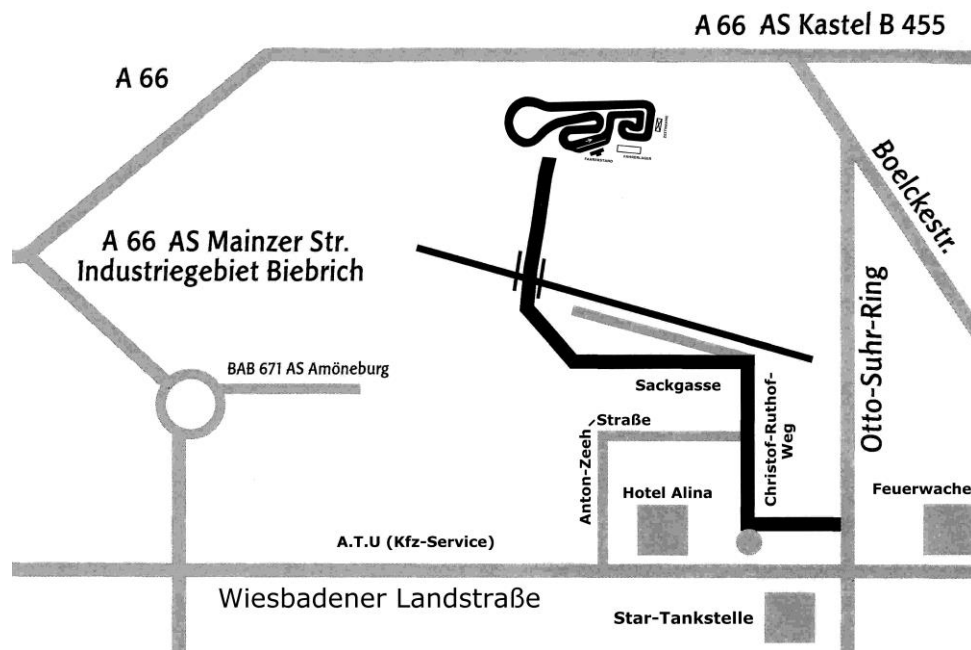 A 66 AS Kastel B 455
A 66
Boelckestr.
A 66 AS Mainzer Str.
Industriegebiet Biebrich
Otto-Suhr-Ring
BAB 671 AS Amöneburg
Sackgasse
Christof-Ruthof-
Weg
Anton-Zeeh-Straße
Hotel Alina
Feuerwache
A.T.U (Kfz-Service)
Wiesbadener Landstraße
Star-Tankstelle
FAHRERLAGER